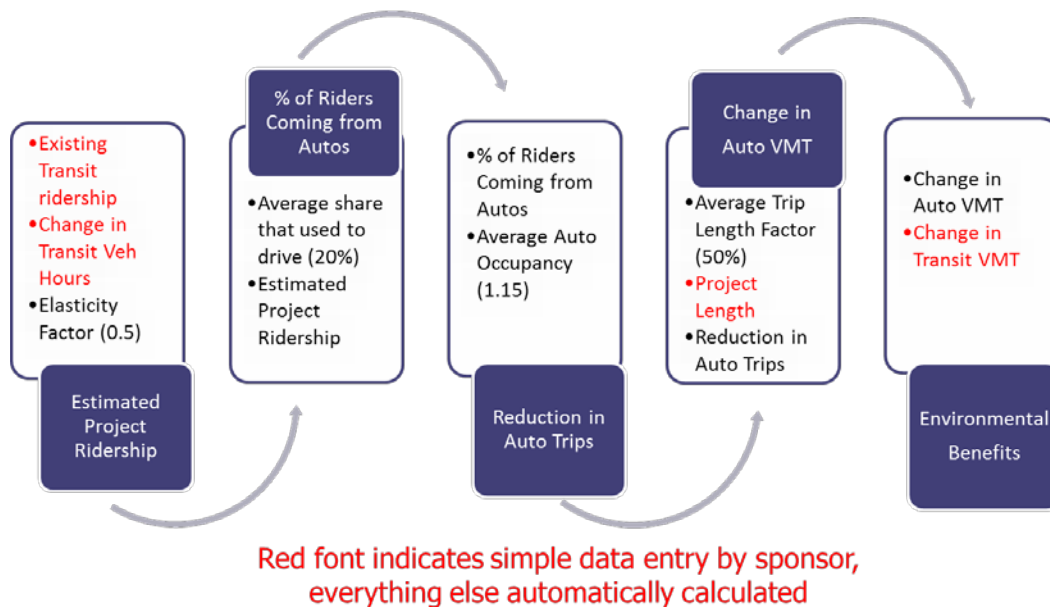 •Existing
Transit
ridership
•Change in
Transit Veh
Hours
•Elasticity
Factor (0.5)
Estimated
Project
Ridership
% of Riders
Coming from
Autos
•Average share
that used to
drive (20%)
•Estimated
Project
Ridership
•% of Riders
Coming from
Autos
•Average Auto
Occupancy
(1.15)
Reduction in
Auto Trips
Change in
Auto VMT
•Average Trip
Length Factor
(50%)
•Project
Length
•Reduction in
Auto Trips
•Change in
Auto VMT
•Change in
Transit VMT
Environmental
Benefits
Red font indicates simple data entry by sponsor,
everything else automatically calculated